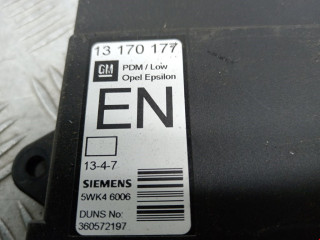 13 170 177
GM
PDM / Low
Opel Epsilon
EN
13-4-7
SIEMENS
5WK4 6006
DUNS No:
360572197